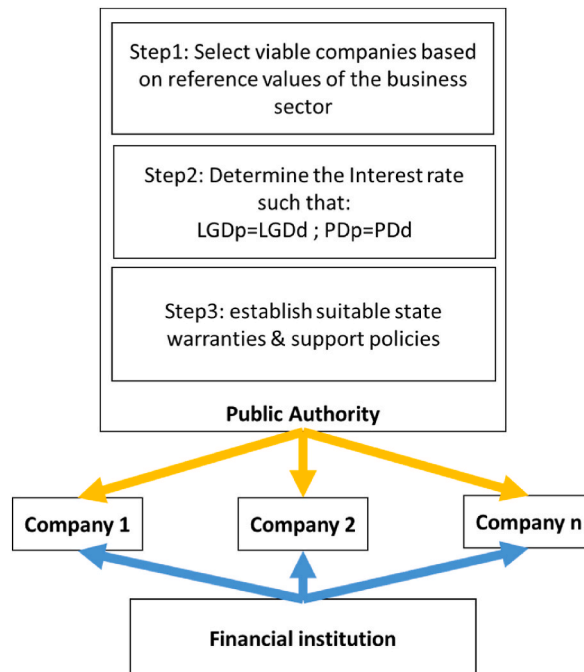 Step1: Select viable companies based
on reference values of the business
sector
Step2: Determine the Interest rate
such that:
LGDp=LGDd ; PDp=PDd
Step3: establish suitable state
warranties & support policies
Public Authority
Company 1
Company 2
Company n
Financial institution